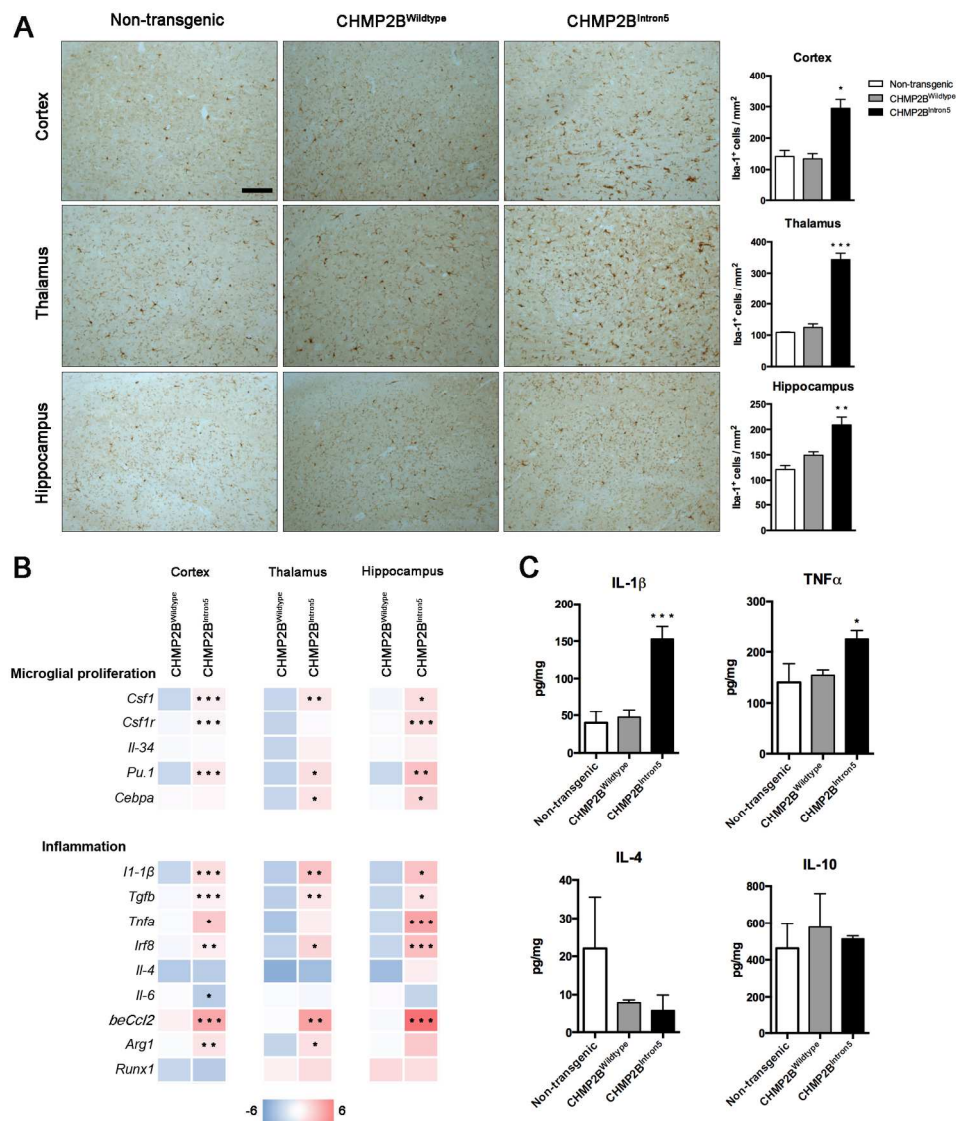 A
Non-transgenic
CHMP2BWildtype
CHMP2BIntron5
Cortex
Thalamus
Hippocampus
Cortex
Iba-1+ cells / mm2
400
300
200
100
0
*
Non-transgenic
CHMP2BWildtype
CHMP2BIntron5
Thalamus
Iba-1+ cells / mm2
400
300
200
100
0
***
Hippocampus
Iba-1+ cells / mm2
250
200
150
100
50
0
**
B
Cortex Thalamus Hippocampus
CHMP2BWildtype CHMP2BIntron5 CHMP2BWildtype CHMP2BIntron5 CHMP2BWildtype CHMP2BIntron5
Microglial proliferation
Csf1 *** ** *
Csf1r *** ***
Il-34
Pu.1 *** * **
Cebpa * *
Inflammation
I1-1β *** ** *
Tgfb *** ** *
Tnfa * ***
Irf8 ** * ***
Il-4
Il-6 *
beCcl2 *** ** ***
Arg1 ** *
Runx1
-6 6
C
IL-1β
pg/mg
200
150
100
50
0
***
Non-transgenic
CHMP2BWildtype
CHMP2BIntron5
TNFα
pg/mg
300
200
100
0
*
Non-transgenic
CHMP2BWildtype
CHMP2BIntron5
IL-4
pg/mg
40
30
20
10
0
Non-transgenic
CHMP2BWildtype
CHMP2BIntron5
IL-10
pg/mg
800
600
400
200
0
Non-transgenic
CHMP2BWildtype
CHMP2BIntron5